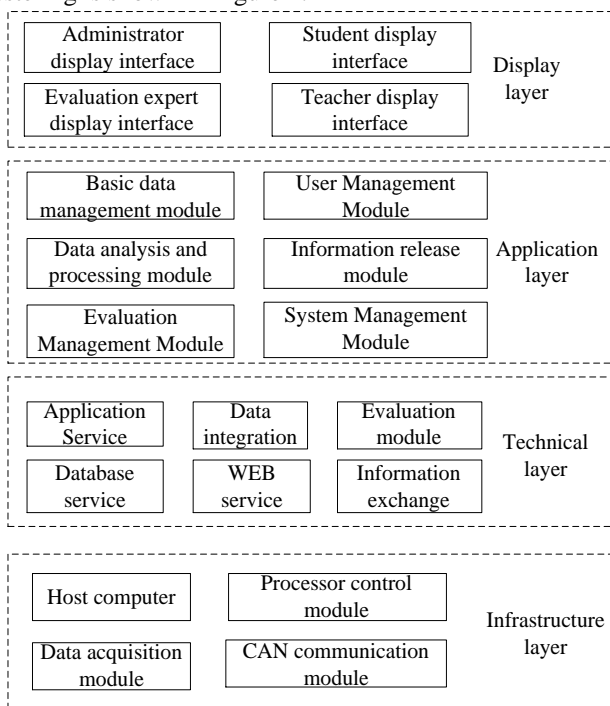 Administrator
display interface
Student display
interface
Evaluation expert
display interface
Teacher display
interface
Display
layer
Basic data
management module
User Management
Module
Data analysis and
processing module
Information release
module
Evaluation
Management Module
System Management
Module
Application
layer
Application
Service
Data
integration
Evaluation
module
Database
service
WEB
service
Information
exchange
Technical
layer
Host computer
Processor control
module
Data acquisition
module
CAN communication
module
Infrastructure
layer